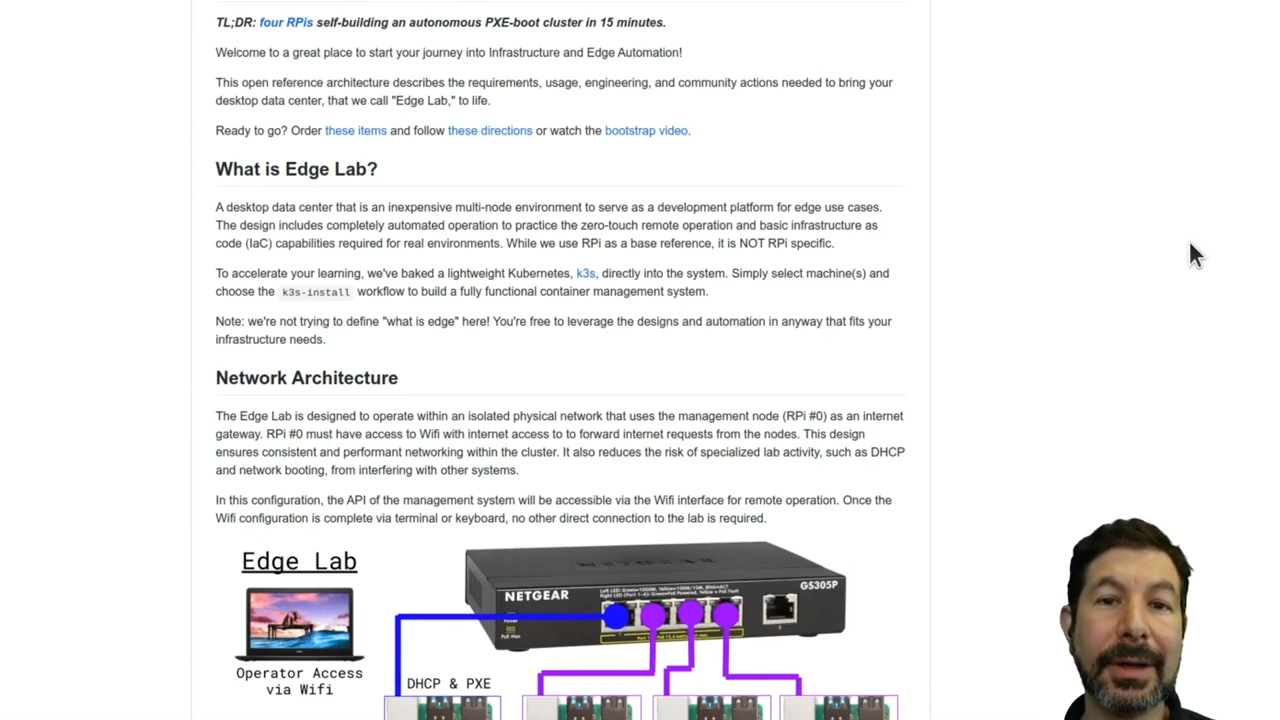 TL;DR: four RPis self-building an autonomous PXE-boot cluster in 15 minutes.
Welcome to a great place to start your journey into Infrastructure and Edge Automation!
This open reference architecture describes the requirements, usage, engineering, and community actions needed to bring your
desktop data center, that we call "Edge Lab," to life.
Ready to go? Order these items and follow these directions or watch the bootstrap video.
What is Edge Lab?
A desktop data center that is an inexpensive multi-node environment to serve as a development platform for edge use cases.
The design includes completely automated operation to practice the zero-touch remote operation and basic infrastructure as
code (IaC) capabilities required for real environments. While we use RPi as a base reference, it is NOT RPi specific.
To accelerate your learning, we've baked a lightweight Kubernetes, k3s, directly into the system. Simply select machine(s) and
choose the k3s-install workflow to build a fully functional container management system.
Note: we're not trying to define "what is edge" here! You're free to leverage the designs and automation in anyway that fits your
infrastructure needs.
Network Architecture
The Edge Lab is designed to operate within an isolated physical network that uses the management node (RPi #0) as an internet
gateway. RPi #0 must have access to Wifi with internet access to to forward internet requests from the nodes. This design
ensures consistent and performant networking within the cluster. It also reduces the risk of specialized lab activity, such as DHCP
and network booting, from interfering with other systems.
In this configuration, the API of the management system will be accessible via the Wifi interface for remote operation. Once the
Wifi configuration is complete via terminal or keyboard, no other direct connection to the lab is required.
Edge Lab
NETGEAR
NETGEAR
GS305P
Power
PoE Max
Operator Access
via Wifi
DHCP & PXE